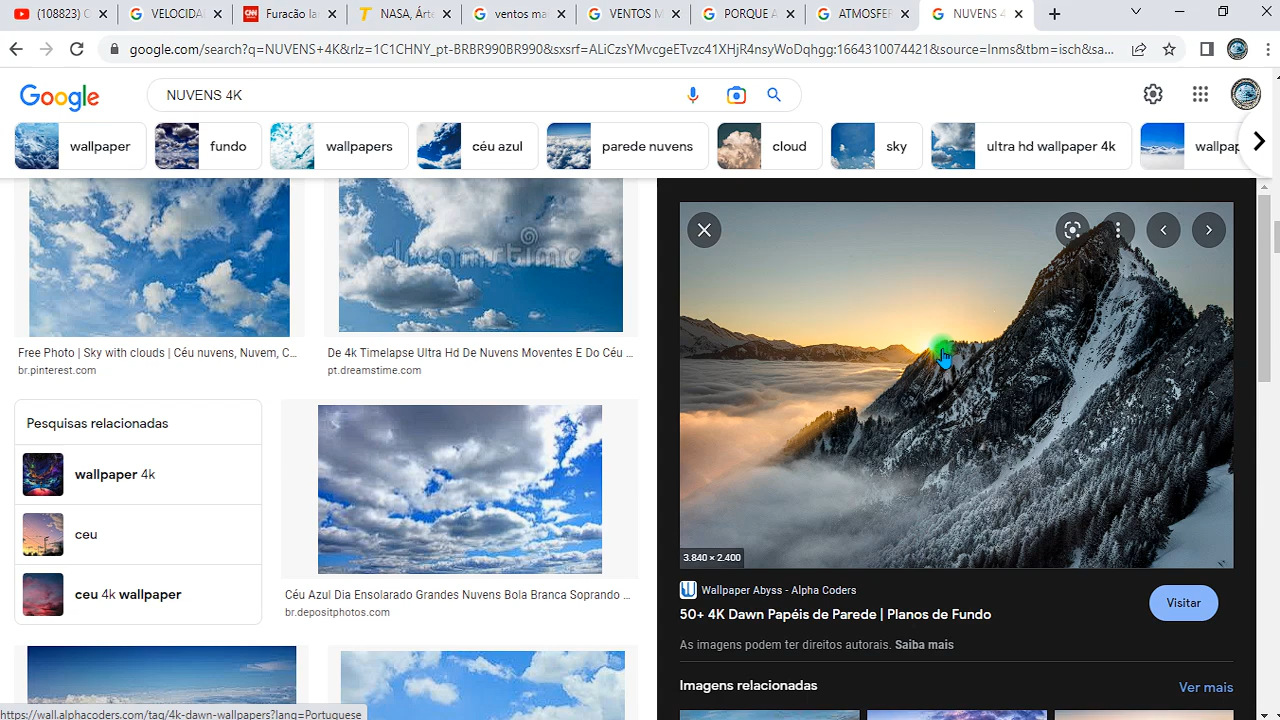 (108823) C
VELOCIDA
CNN Furacão Ia
NASA, Árte
ventos ma
VENTOS M
PORQUE A
ATMOSFE
NUVENS 4
google.com/search?q=NUVENS+4K&rlz=1C1CHNY_pt-BRBR990BR990&sxsrf=ALiCzsYMvcgeETvzc41XHjR4nsyWoDqhgg:1664310074421&source=lnms&tbm=isch&sa...
Google
NUVENS 4K
wallpaper
fundo
wallpapers
céu azul
parede nuvens
cloud
sky
ultra hd wallpaper 4k
wallpap
dreamstime
Free Photo | Sky with clouds | Céu nuvens, Nuvem, C...
br.pinterest.com
De 4k Timelapse Ultra Hd De Nuvens Moventes E Do Céu ...
pt.dreamstime.com
Pesquisas relacionadas
wallpaper 4k
ceu
ceu 4k wallpaper
Céu Azul Dia Ensolarado Grandes Nuvens Bola Branca Soprando ...
br.depositphotos.com
3.840 × 2.400
Wallpaper Abyss - Alpha Coders
50+ 4K Dawn Papéis de Parede | Planos de Fundo
Visitar
As imagens podem ter direitos autorais. Saiba mais
Imagens relacionadas
Ver mais
https://wall.alphacoders.com/tag/4k-dawn-wallpapers?lang=Portuguese